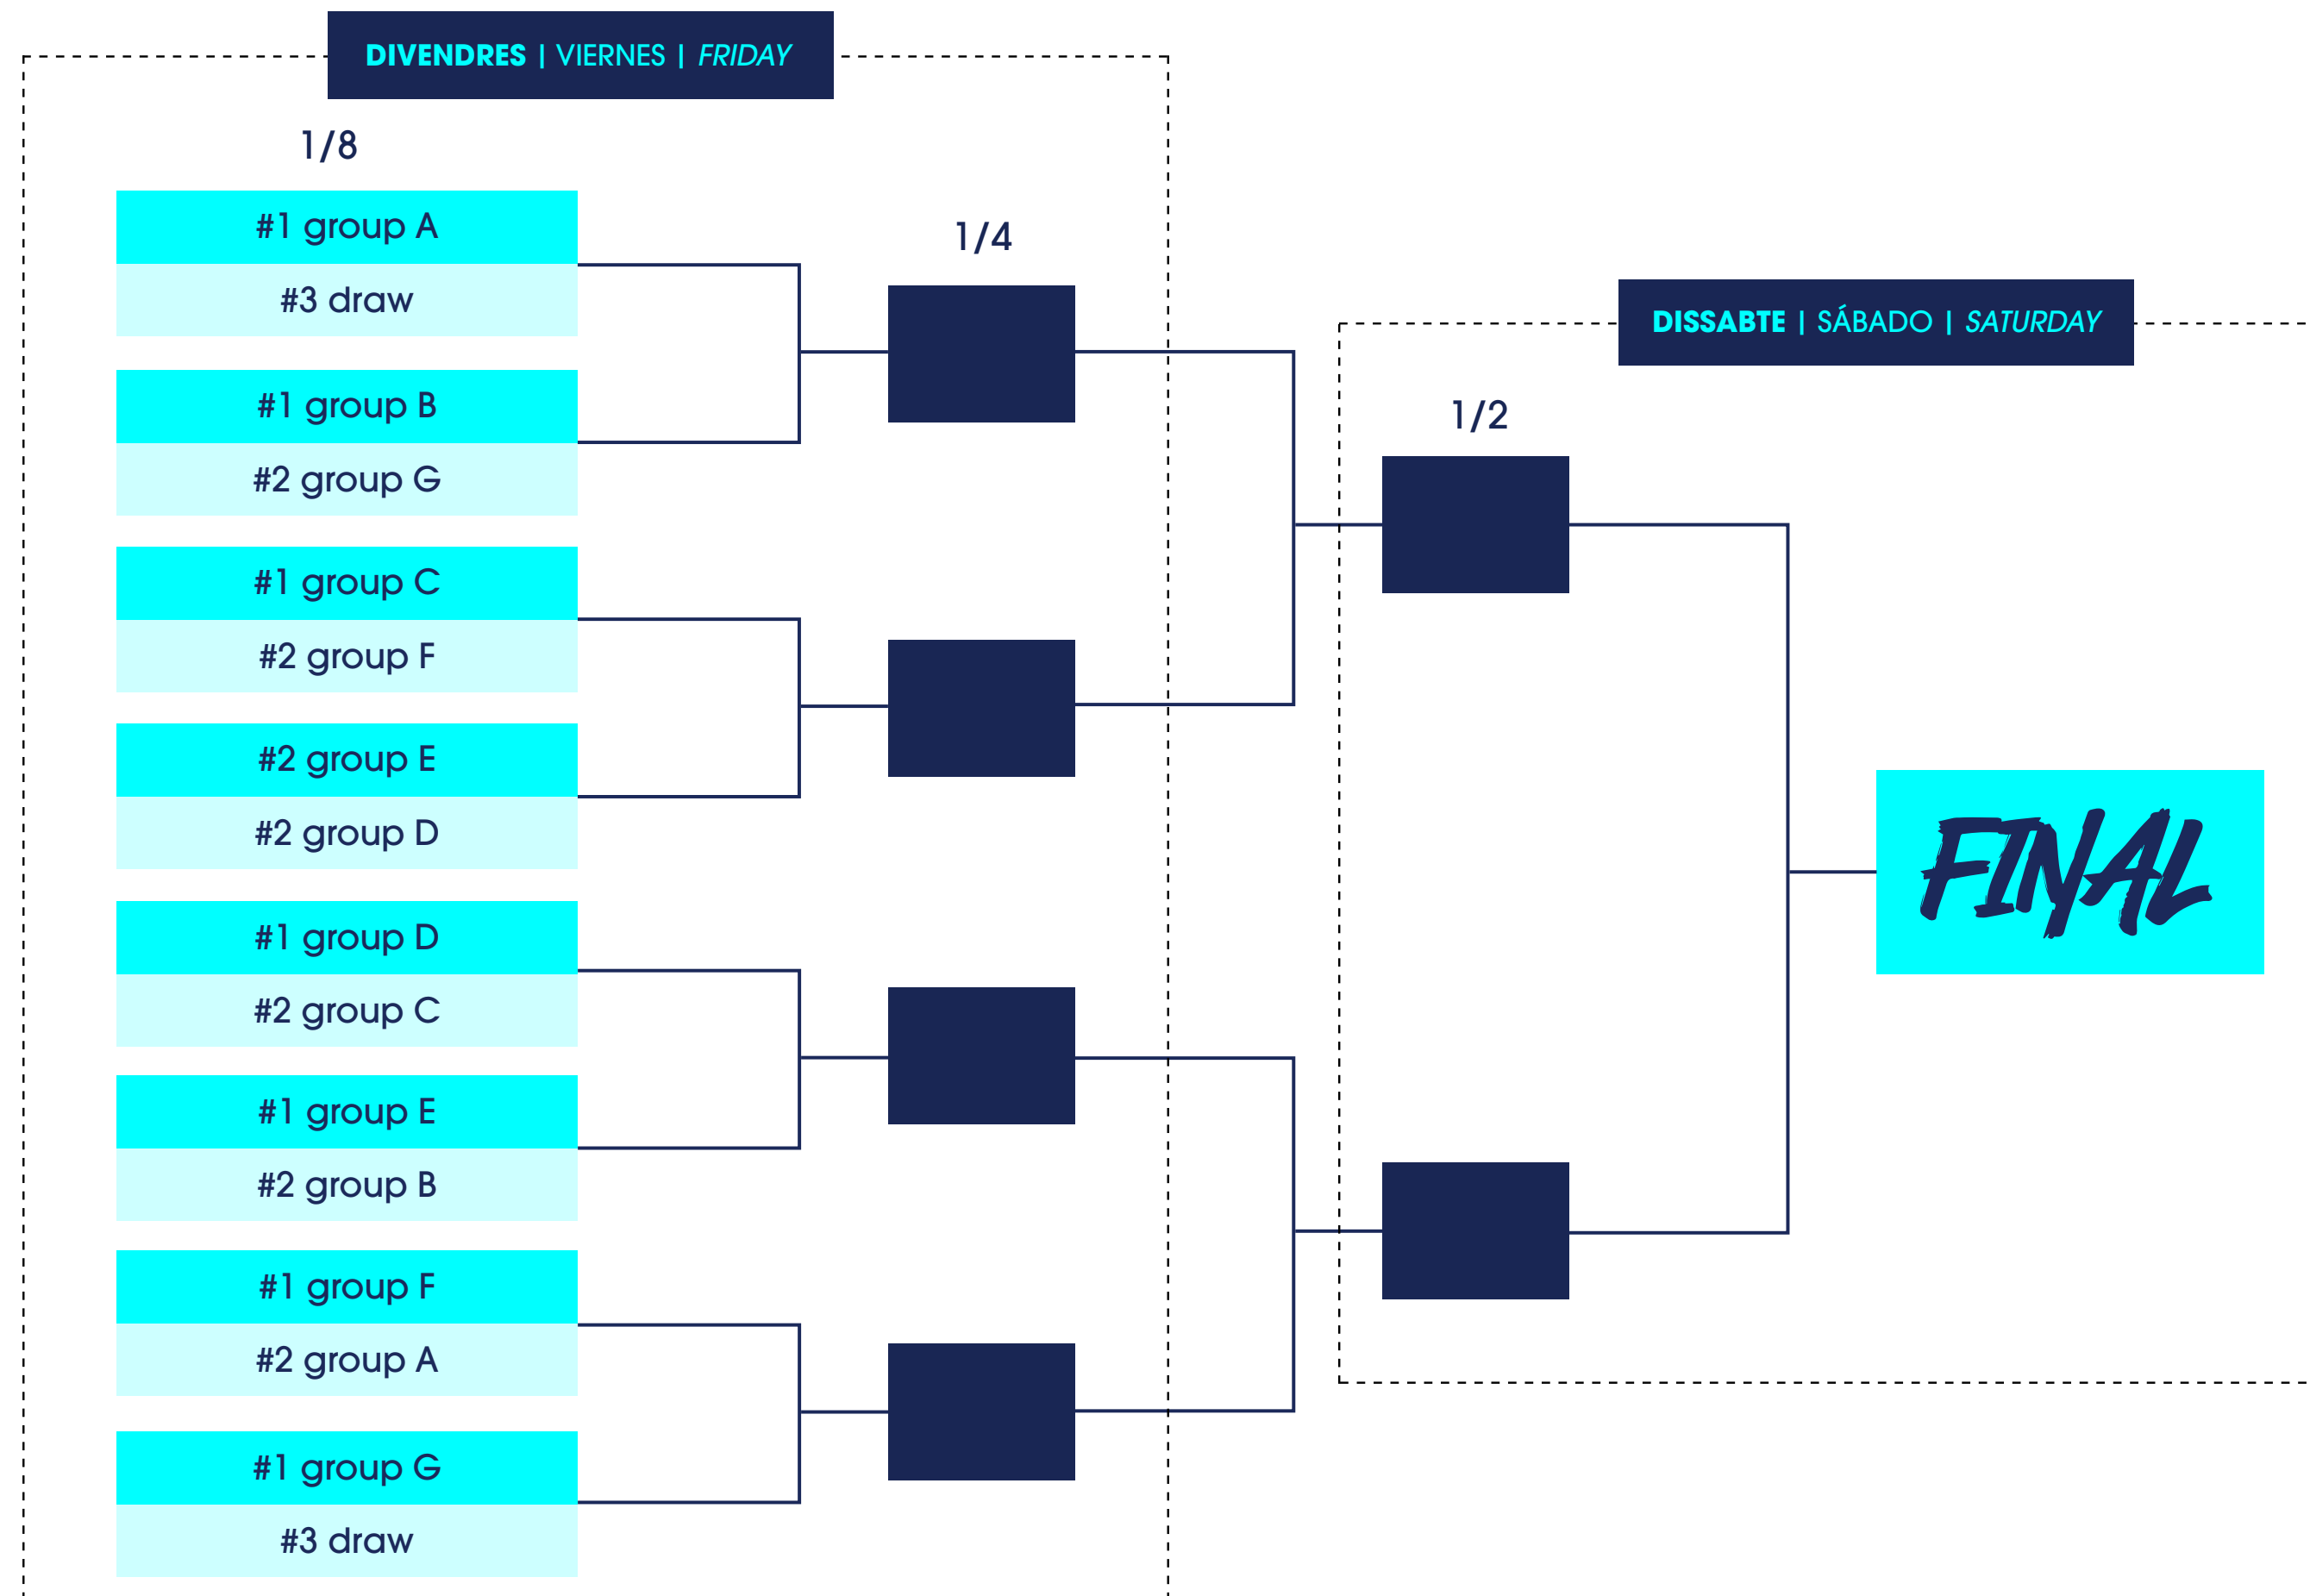 DIVENDRES | VIERNES | FRIDAY
1/8
#1 group A
#3 draw
#1 group B
#2 group G
#1 group C
#2 group F
#2 group E
#2 group D
#1 group D
#2 group C
#1 group E
#2 group B
#1 group F
#2 group A
#1 group G
#3 draw
1/4
DISSABTE | SÁBADO | SATURDAY
1/2
FINAL